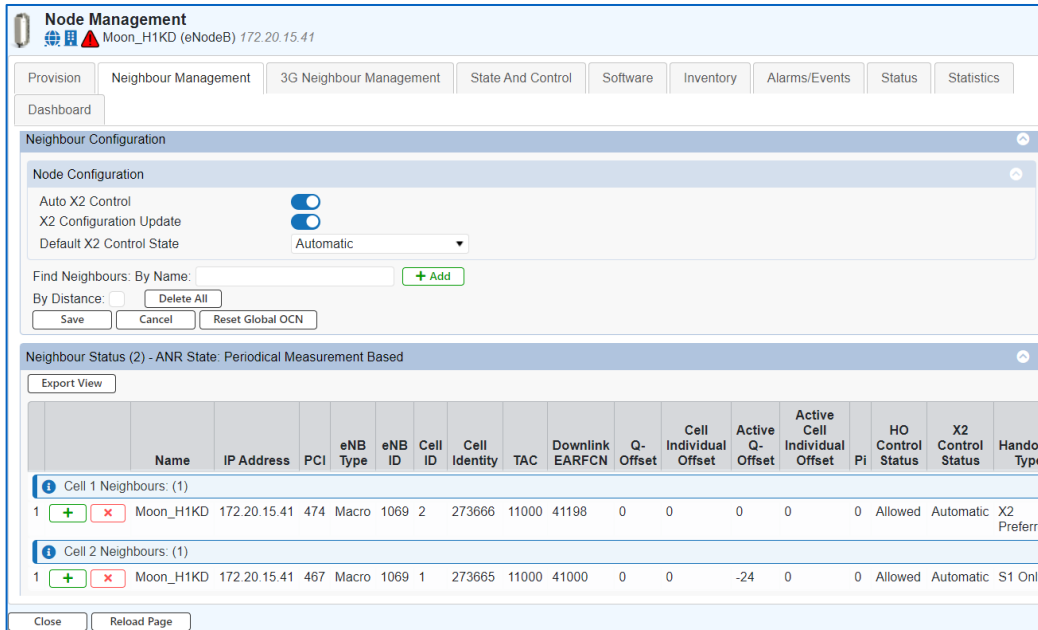 Node Management
Moon_H1KD (eNodeB) 172.20.15.41
Provision Neighbour Management 3G Neighbour Management State And Control Software Inventory Alarms/Events Status Statistics
Dashboard
Neighbour Configuration
Node Configuration
Auto X2 Control
X2 Configuration Update
Default X2 Control State Automatic
Find Neighbours: By Name: + Add
By Distance: Delete All
Save Cancel Reset Global OCN
Neighbour Status (2) - ANR State: Periodical Measurement Based
Export View
Name IP Address PCI eNB Type eNB ID Cell ID Cell Identity TAC Downlink EARFCN Q-Offset Cell Individual Offset Active Q-Offset Active Cell Individual Offset Pi HO Control Status X2 Control Status Hando Type
Cell 1 Neighbours: (1)
1 + × Moon_H1KD 172.20.15.41 474 Macro 1069 2 273666 11000 41198 0 0 0 0 0 Allowed Automatic X2 Preferr
Cell 2 Neighbours: (1)
1 + × Moon_H1KD 172.20.15.41 467 Macro 1069 1 273665 11000 41000 0 0 -24 0 0 Allowed Automatic S1 Onl
Close Reload Page